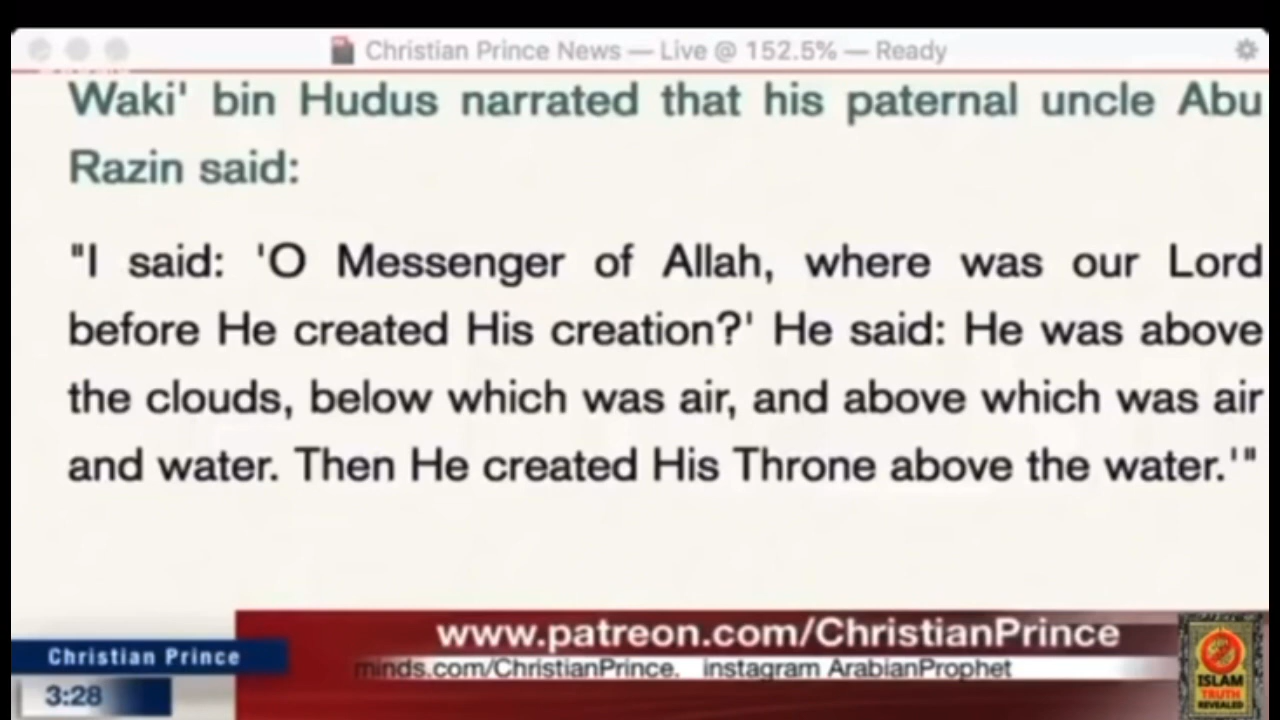 Christian Prince News — Live @ 152.5% — Ready
Waki' bin Hudus narrated that his paternal uncle Abu
Razin said:
"I said: 'O Messenger of Allah, where was our Lord
before He created His creation?' He said: He was above
the clouds, below which was air, and above which was air
and water. Then He created His Throne above the water.'"
www.patreon.com/ChristianPrince
Christian Prince
minds.com/ChristianPrince. instagram ArabianProphet
3:28
ISLAM
TRUTH
REVEALED